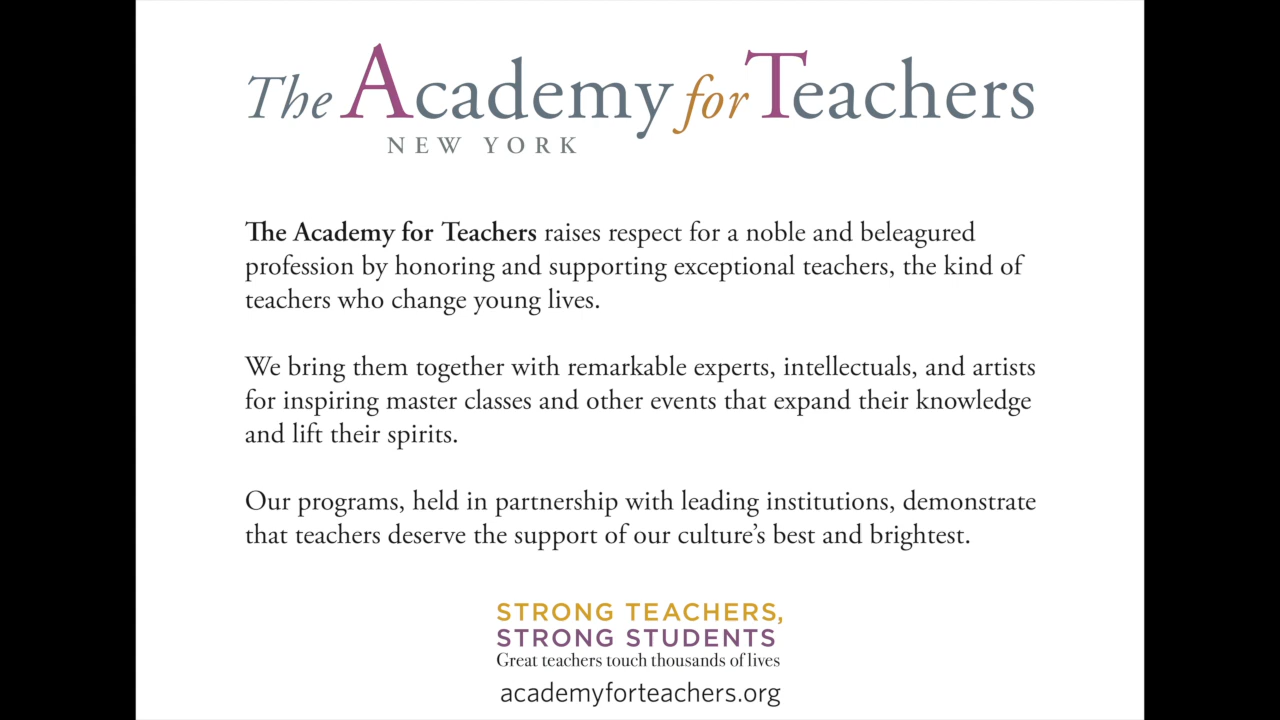 The Academy for Teachers
NEW YORK
The Academy for Teachers raises respect for a noble and beleagured
profession by honoring and supporting exceptional teachers, the kind of
teachers who change young lives.
We bring them together with remarkable experts, intellectuals, and artists
for inspiring master classes and other events that expand their knowledge
and lift their spirits.
Our programs, held in partnership with leading institutions, demonstrate
that teachers deserve the support of our culture’s best and brightest.
STRONG TEACHERS,
STRONG STUDENTS
Great teachers touch thousands of lives
academyforteachers.org